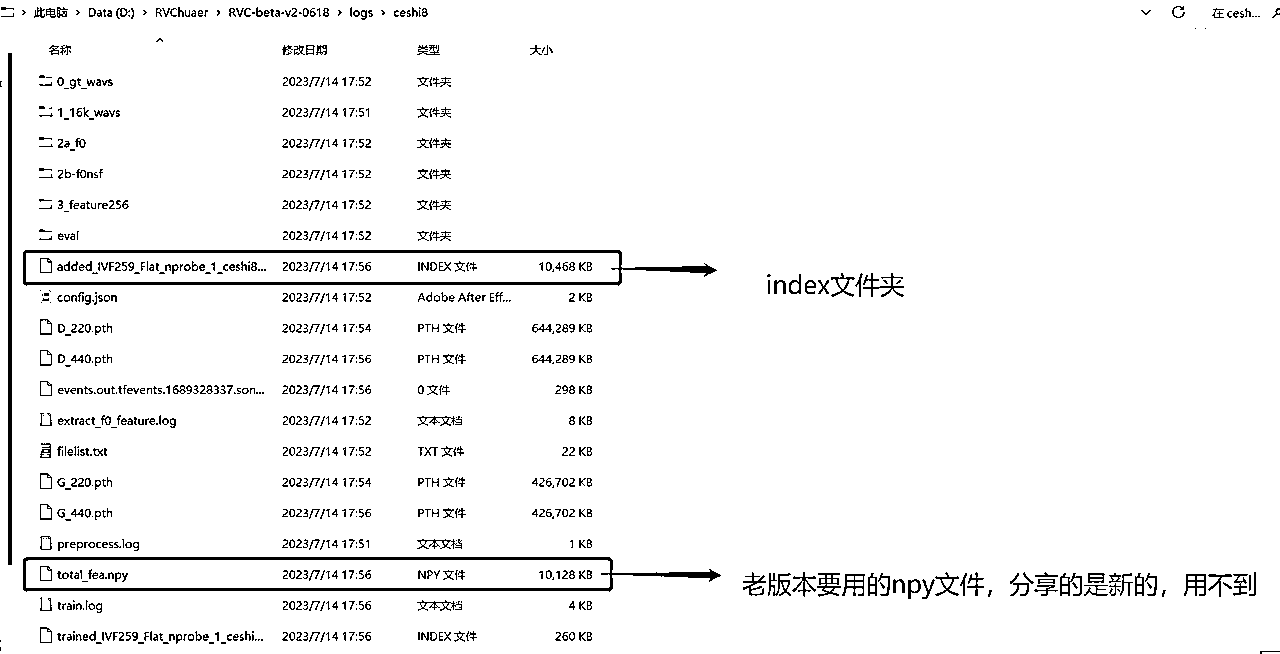 此电脑 › Data (D:) › RVChuaer › RVC-beta-v2-0618 › logs › ceshi8 在 cesh...
名称 修改日期 类型 大小
0_gt_wavs 2023/7/14 17:52 文件夹
1_16k_wavs 2023/7/14 17:51 文件夹
2a_f0 2023/7/14 17:52 文件夹
2b-f0nsf 2023/7/14 17:52 文件夹
3_feature256 2023/7/14 17:52 文件夹
eval 2023/7/14 17:52 文件夹
added_IVF259_Flat_nprobe_1_ceshi8... 2023/7/14 17:56 INDEX 文件 10,468 KB
index文件夹
config.json 2023/7/14 17:52 Adobe After Eff... 2 KB
D_220.pth 2023/7/14 17:54 PTH 文件 644,289 KB
D_440.pth 2023/7/14 17:56 PTH 文件 644,289 KB
events.out.tfevents.1689328337.son... 2023/7/14 17:56 0 文件 298 KB
extract_f0_feature.log 2023/7/14 17:52 文本文档 8 KB
filelist.txt 2023/7/14 17:52 TXT 文件 22 KB
G_220.pth 2023/7/14 17:54 PTH 文件 426,702 KB
G_440.pth 2023/7/14 17:56 PTH 文件 426,702 KB
preprocess.log 2023/7/14 17:51 文本文档 1 KB
total_fea.npy 2023/7/14 17:56 NPY 文件 10,128 KB
老版本要用的npy文件，分享的是新的，用不到
train.log 2023/7/14 17:56 文本文档 4 KB
trained_IVF259_Flat_nprobe_1_ceshi... 2023/7/14 17:56 INDEX 文件 260 KB